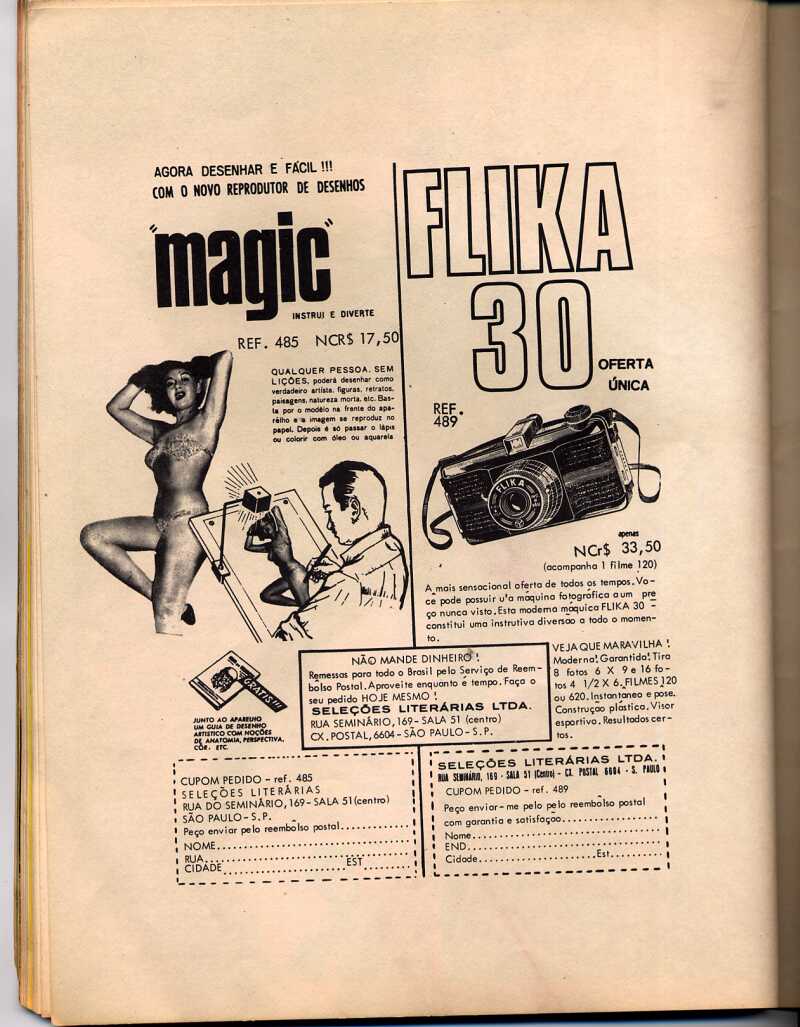 AGORA DESENHAR E FÁCIL !!!
COM O NOVO REPRODUTOR DE DESENHOS
"magic"
INSTRUI E DIVERTE
REF. 485 NCR$ 17,50
QUALQUER PESSOA, SEM
LIÇÕES, poderá desenhar como
verdadeiro artista, figuras, retratos,
paisagens, natureza morta, etc. Bas-
ta por o modêlo na frente do apa-
rêlho e a imagem se reproduz no
papel. Depois é só passar o lápis
ou colorir com óleo ou aquarela
GRATIS!!!
JUNTO AO APARELHO
UM GUIA DE DESENHO
ARTISTICO COM NOÇÕES
DE ANATOMIA, PERSPECTIVA,
CÔR, ETC.
FLIKA
30
OFERTA
ÚNICA
REF.
489
FLIKA
apenas
NCr$ 33,50
(acompanha 1 filme 120)
A mais sensacional oferta de todos os tempos. Vo-
ce pode possuir u'a máquina fotográfica a um pre
ço nunca visto. Esta moderna máquica FLIKA 30 -
constitui uma instrutiva diversao a todo o momen-
to.
NÃO MANDE DINHEIRO !
Remessas para todo o Brasil pelo Serviço de Reem-
bolso Postal. Aproveite enquanto é tempo. Faça o
seu pedido HOJE MESMO !
SELEÇÕES LITERÁRIAS LTDA.
RUA SEMINÁRIO, 169 - SALA 51 (centro)
CX. POSTAL, 6604 - SÃO PAULO - S.P.
VEJA QUE MARAVILHA !
Moderna! Garantida! Tira
8 fotos 6 X 9 e 16 fo-
tos 4 1/2 X 6. FILMES 120
ou 620. Instantaneo e pose.
Construção plástica. Visor
esportivo. Resultados cer-
tos.
CUPOM PEDIDO - ref. 485
SELEÇÕES LITERÁRIAS
RUA DO SEMINÁRIO, 169 - SALA 51 (centro)
SÃO PAULO - S.P.
Peço enviar pelo reembolso postal.............
NOME..............................
RUA..............................
CIDADE....................EST.........
SELEÇÕES LITERÁRIAS LTDA.
RUA SEMINÁRIO, 169 - SALA 51 (Centro) - CX. POSTAL 6604 - S. PAULO
CUPOM PEDIDO - ref. 489
Peço enviar-me pelo pelo reembolso postal
com garantia e satisfação................
Nome..............................
END..............................
Cidade....................Est.........